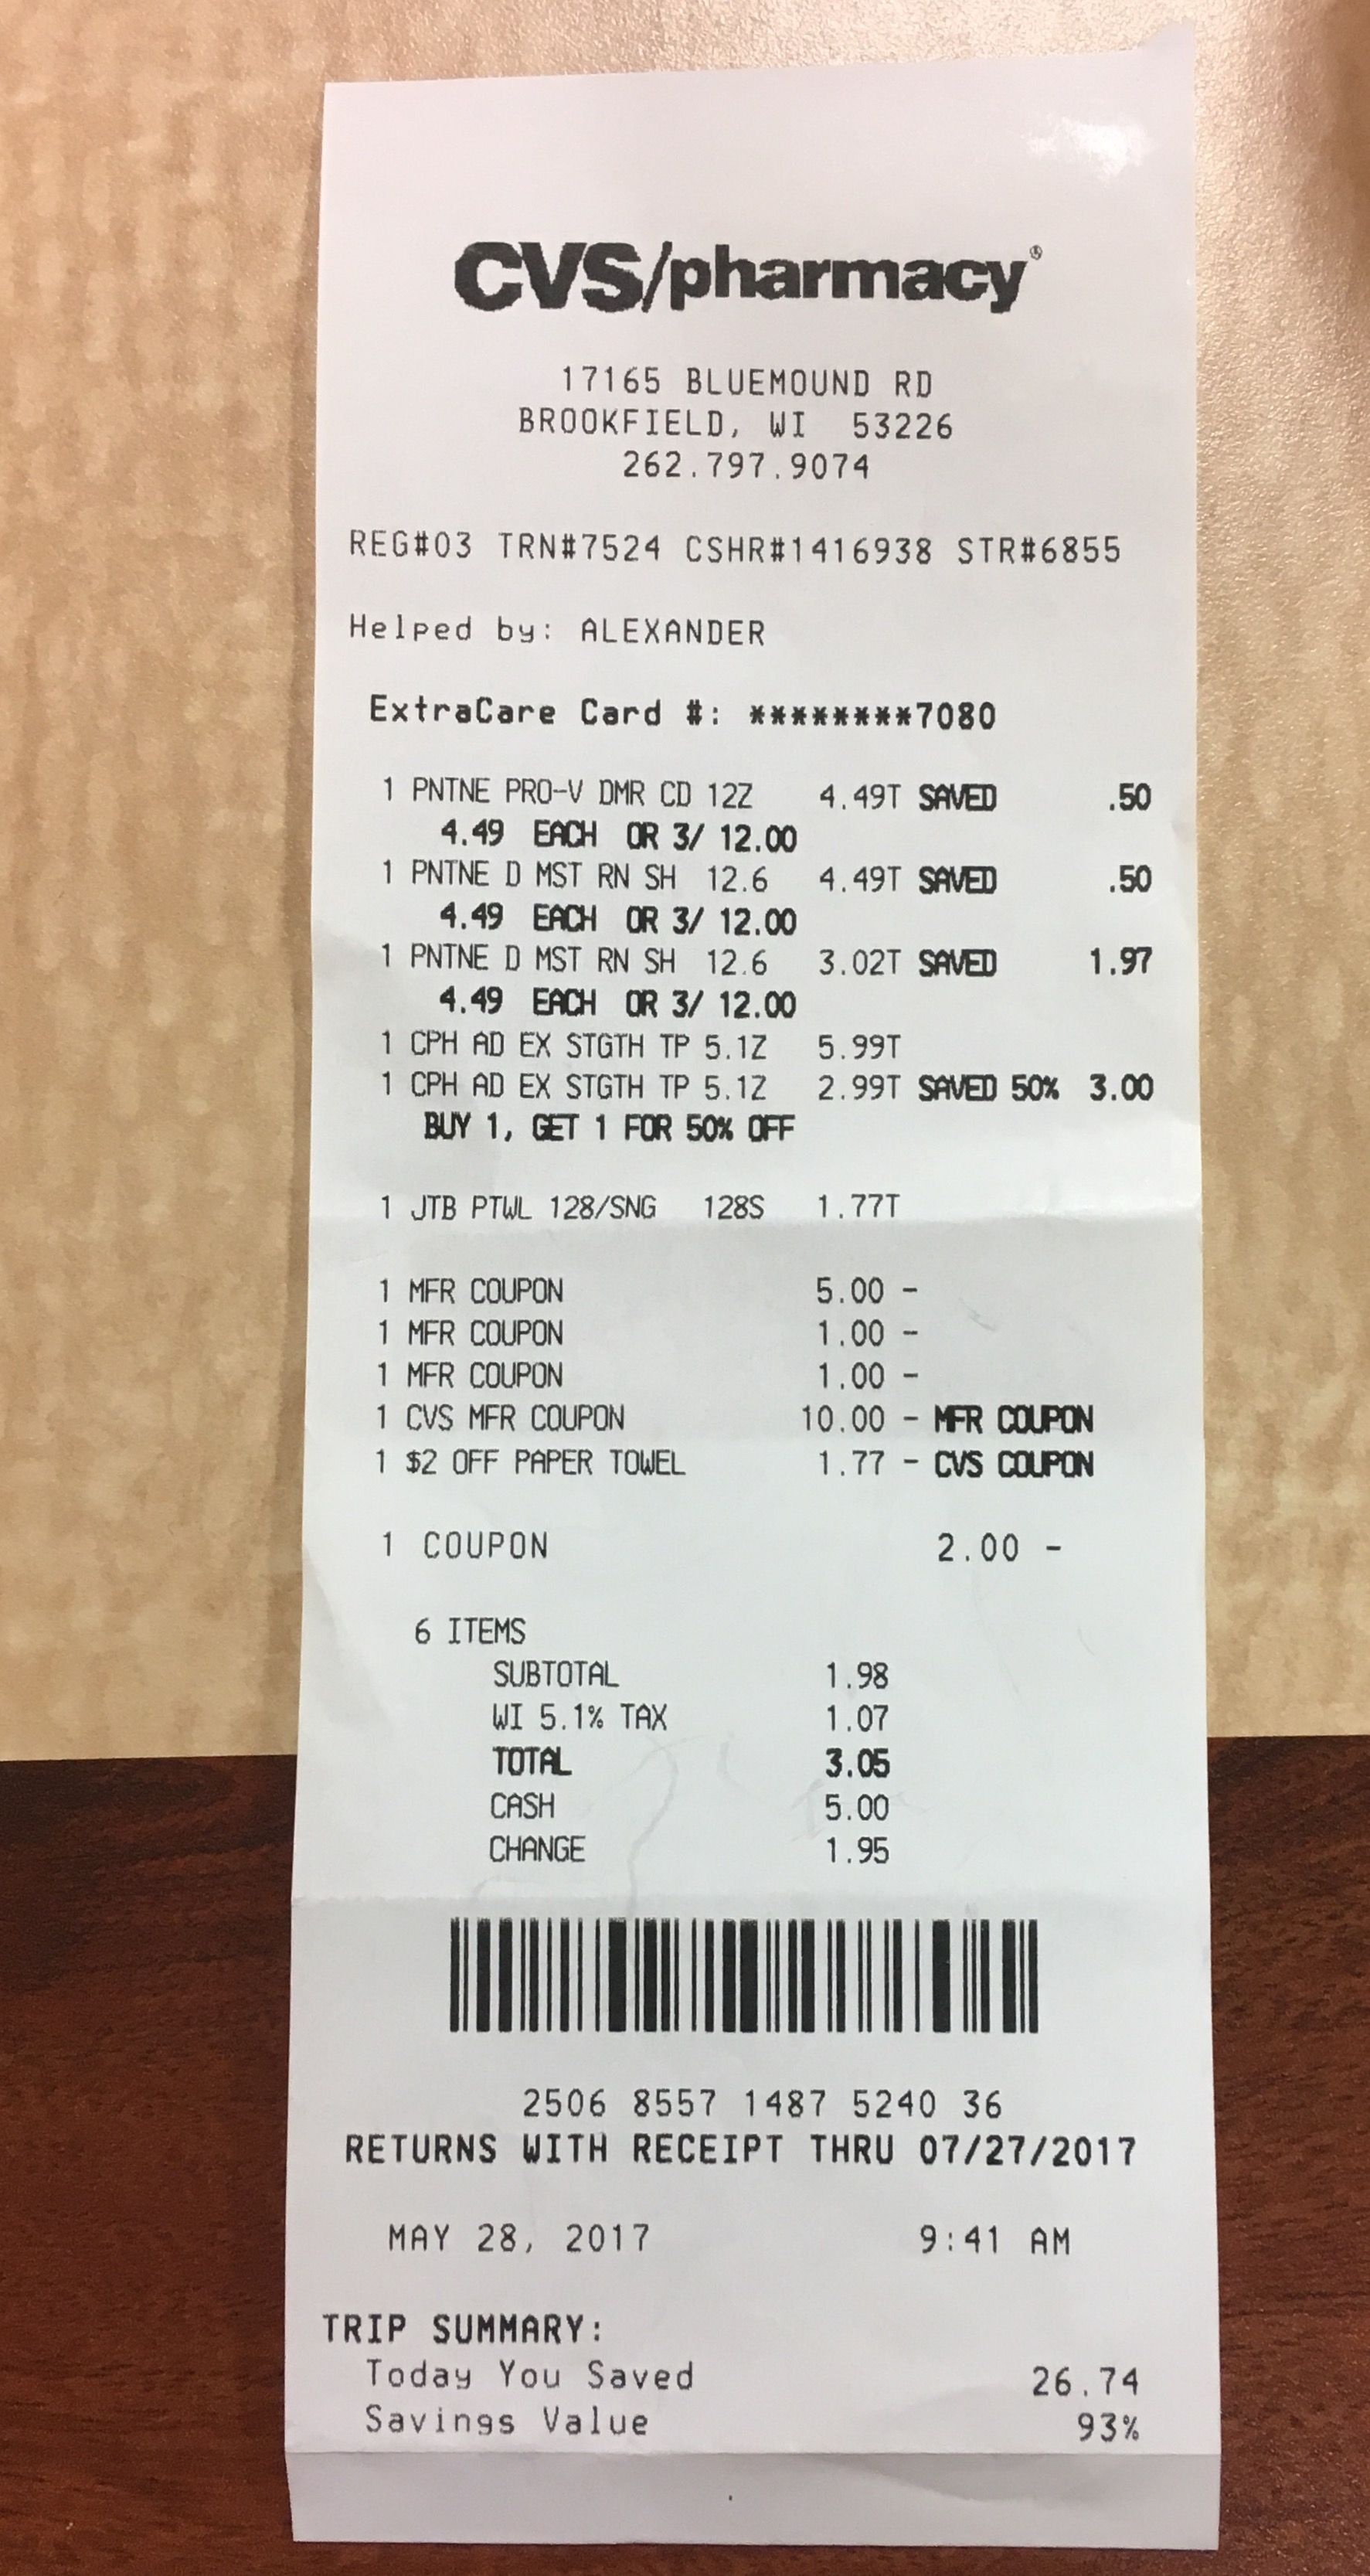 CVS/pharmacy®
17165 BLUEMOUND RD
BROOKFIELD, WI 53226
262.797.9074
REG#03 TRN#7524 CSHR#1416938 STR#6855
Helped by: ALEXANDER
ExtraCare Card #: ********7080
1 PNTNE PRO-V DMR CD 12Z 4.49T SAVED .50
4.49 EACH OR 3/ 12.00
1 PNTNE D MST RN SH 12.6 4.49T SAVED .50
4.49 EACH OR 3/ 12.00
1 PNTNE D MST RN SH 12.6 3.02T SAVED 1.97
4.49 EACH OR 3/ 12.00
1 CPH AD EX STGTH TP 5.1Z 5.99T
1 CPH AD EX STGTH TP 5.1Z 2.99T SAVED 50% 3.00
BUY 1, GET 1 FOR 50% OFF
1 JTB PTWL 128/SNG 128S 1.77T
1 MFR COUPON 5.00 -
1 MFR COUPON 1.00 -
1 MFR COUPON 1.00 -
1 CVS MFR COUPON 10.00 - MFR COUPON
1 $2 OFF PAPER TOWEL 1.77 - CVS COUPON
1 COUPON 2.00 -
6 ITEMS
SUBTOTAL 1.98
WI 5.1% TAX 1.07
TOTAL 3.05
CASH 5.00
CHANGE 1.95
2506 8557 1487 5240 36
RETURNS WITH RECEIPT THRU 07/27/2017
MAY 28, 2017 9:41 AM
TRIP SUMMARY:
Today You Saved 26.74
Savings Value 93%